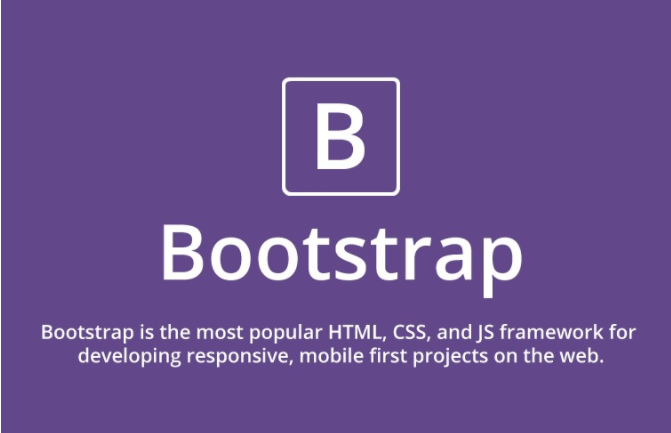 B
Bootstrap
Bootstrap is the most popular HTML, CSS, and JS framework for
developing responsive, mobile first projects on the web.